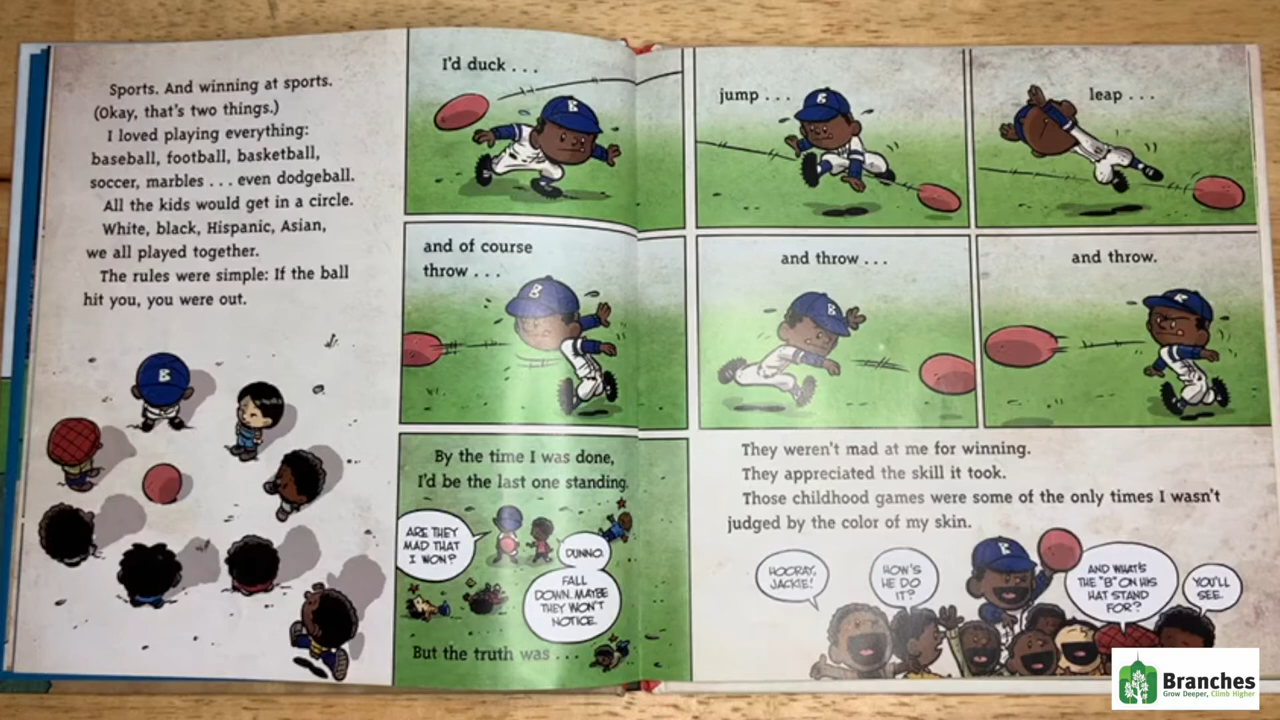 Sports. And winning at sports.
(Okay, that's two things.)
I loved playing everything:
baseball, football, basketball,
soccer, marbles . . . even dodgeball.
All the kids would get in a circle.
White, black, Hispanic, Asian,
we all played together.
The rules were simple: If the ball
hit you, you were out.
B
I'd duck . . .
B
jump . . .
B
leap . . .
and of course
throw . . .
B
and throw . . .
B
and throw.
By the time I was done,
I'd be the last one standing.
ARE THEY
MAD THAT
I WON?
DUNNO.
FALL
DOWN. MAYBE
THEY WON'T
NOTICE.
But the truth was . . .
They weren't mad at me for winning.
They appreciated the skill it took.
Those childhood games were some of the only times I wasn't
judged by the color of my skin.
HOORAY,
JACKIE!
HOW'S
HE DO
IT?
B
AND WHAT'S
THE "B" ON HIS
HAT STAND
FOR?
YOU'LL
SEE.
Branches
Grow Deeper, Climb Higher